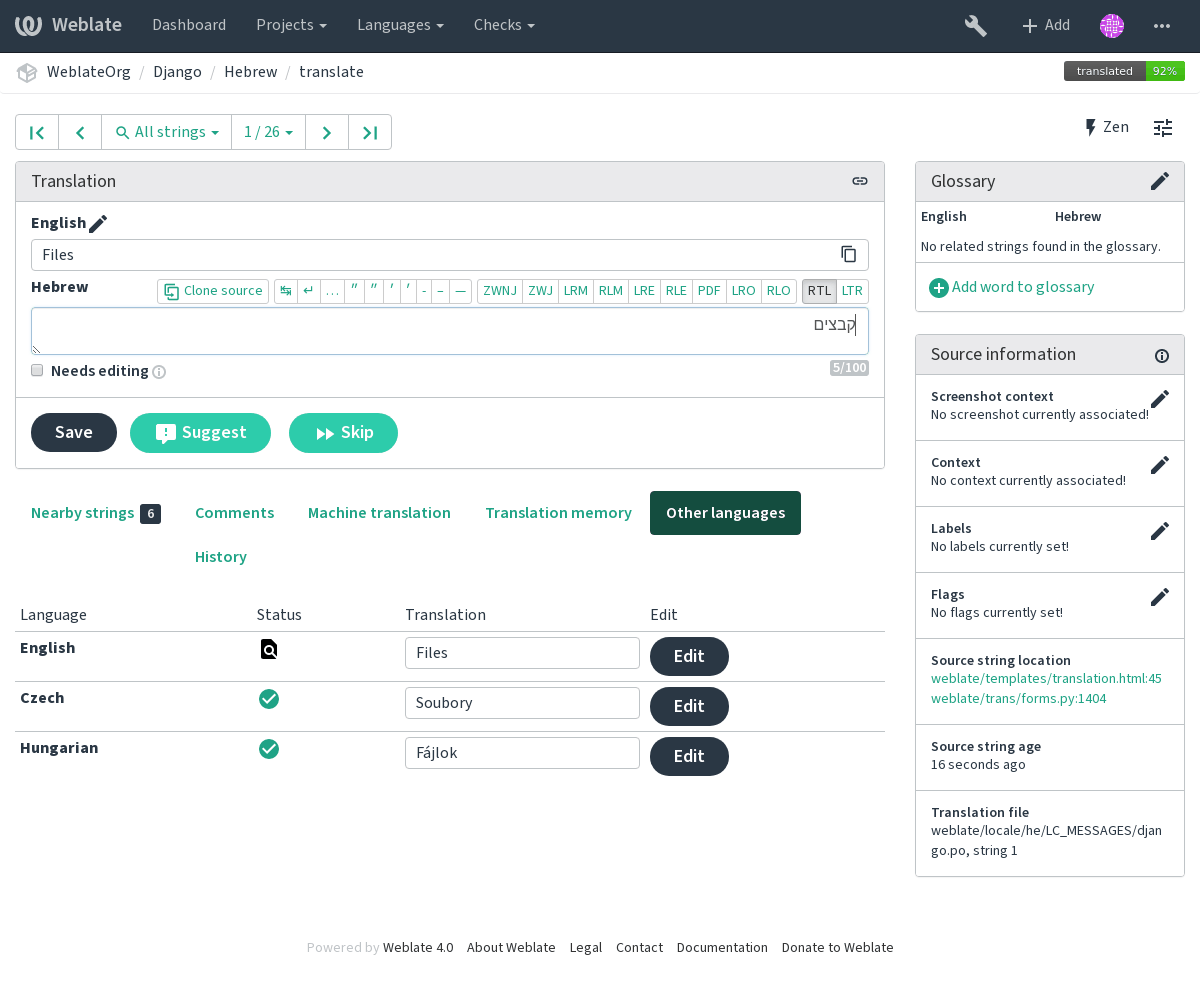 Weblate Dashboard Projects Languages Checks Add
WeblateOrg / Django / Hebrew / translate translated 92%
All strings 1 / 26 Zen
Translation
English
Files
Hebrew Clone source ↹ ↵ … ” ” ’ ’ - – — ZWNJ ZWJ LRM RLM LRE RLE PDF LRO RLO RTL LTR
קבצים
Needs editing 5/100
Save Suggest Skip
Nearby strings 6 Comments Machine translation Translation memory Other languages
History
Language Status Translation Edit
English Files Edit
Czech Soubory Edit
Hungarian Fájlok Edit
Glossary
English Hebrew
No related strings found in the glossary.
Add word to glossary
Source information
Screenshot context
No screenshot currently associated!
Context
No context currently associated!
Labels
No labels currently set!
Flags
No flags currently set!
Source string location
weblate/templates/translation.html:45
weblate/trans/forms.py:1404
Source string age
16 seconds ago
Translation file
weblate/locale/he/LC_MESSAGES/djan
go.po, string 1
Powered by Weblate 4.0 About Weblate Legal Contact Documentation Donate to Weblate